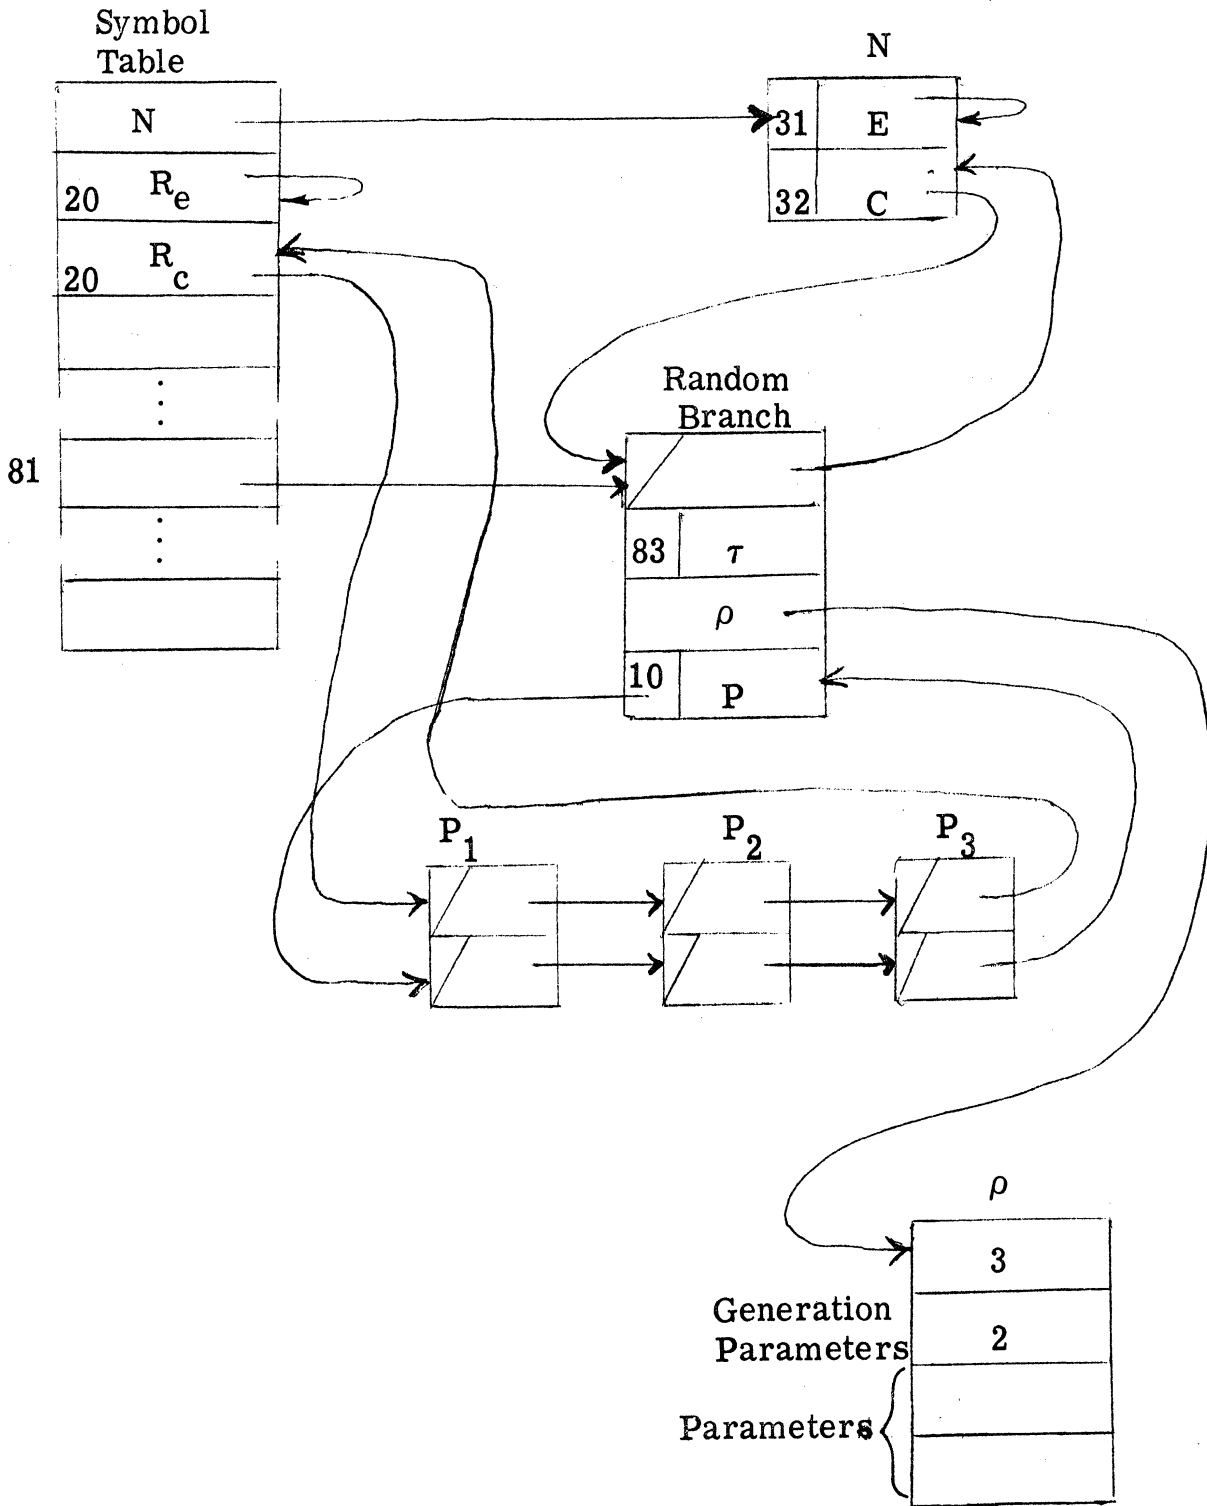 Symbol
Table
N
20 Re
20 Rc
81
N
31 E
32 C
Random
Branch
83 τ
ρ
10 P
P1
P2
P3
ρ
3
Generation
Parameters
2
Parameters